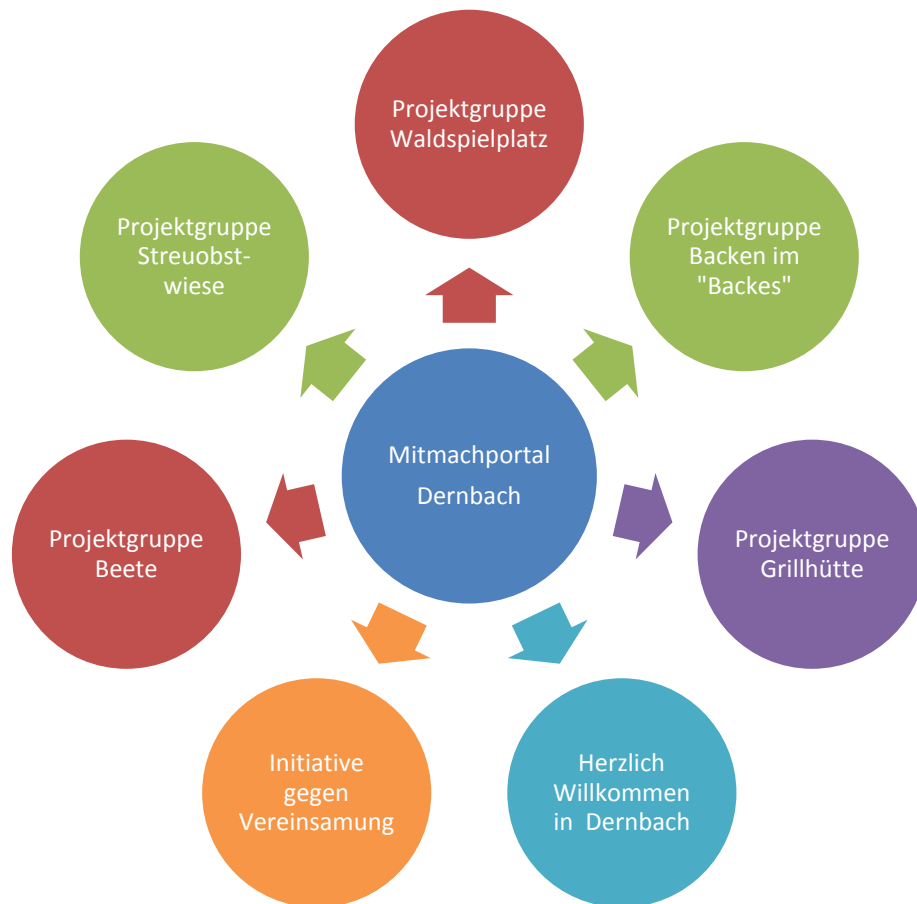 Projektgruppe
Waldspielplatz
Projektgruppe
Backen im
"Backes"
Projektgruppe
Grillhütte
Herzlich
Willkommen
in Dernbach
Initiative
gegen
Vereinsamung
Projektgruppe
Beete
Projektgruppe
Streuobst-
wiese
Mitmachportal
Dernbach